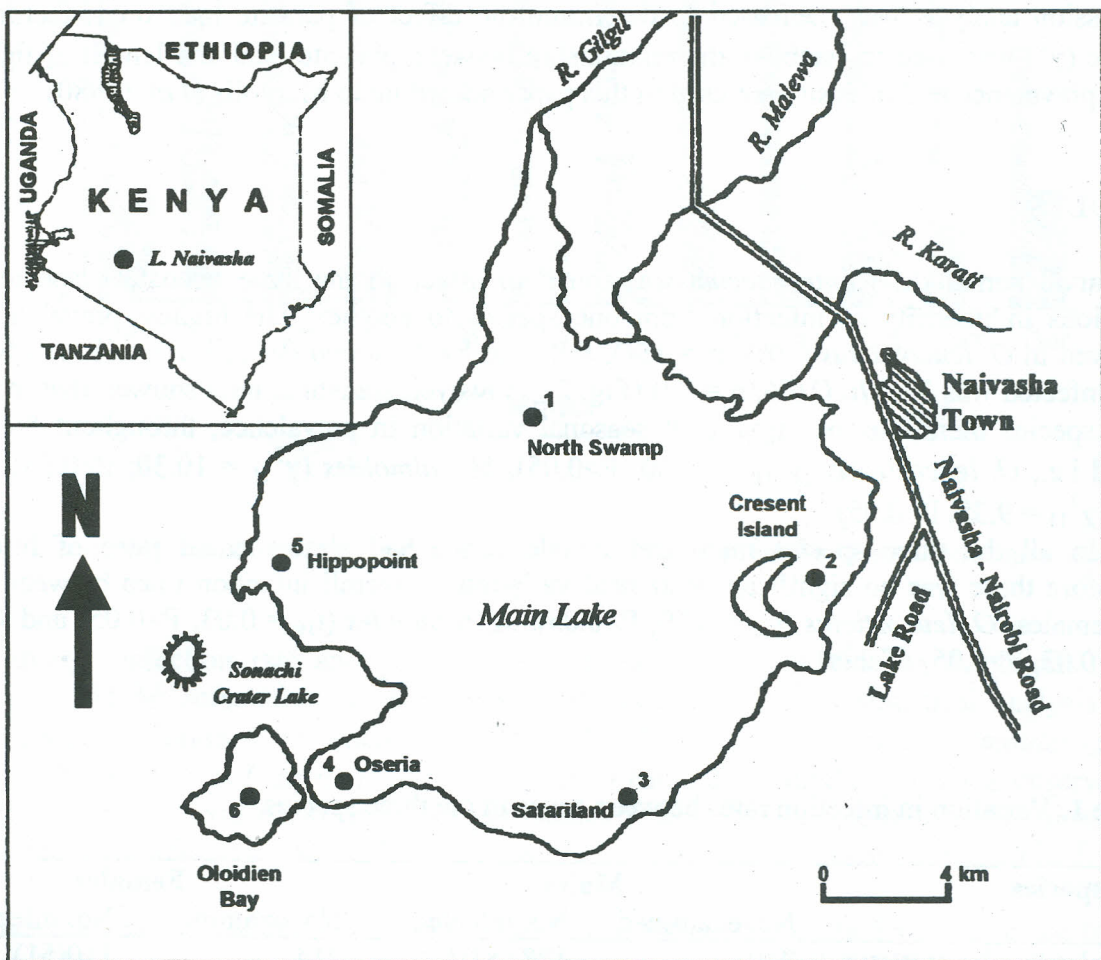 ETHIOPIA
UGANDA
KENYA
SOMALIA
L. Naivasha
TANZANIA
R. Gilgil
R. Malewa
R. Karati
Naivasha
Town
1
North Swamp
Cresent
Island
2
5
Hippopoint
Main Lake
N
Sonachi
Crater Lake
Lake Road
Naivasha - Nairobi Road
4
Oseria
3
Safariland
6
Oloidien
Bay
0 4 km